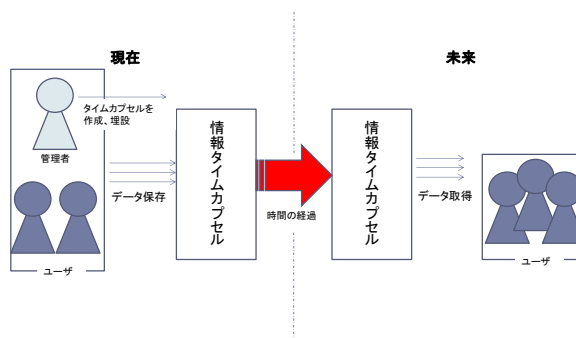 現在
未来
タイムカプセルを
作成、埋設
管理者
データ保存
ユーザ
情報タイムカプセル
時間の経過
情報タイムカプセル
データ取得
ユーザ